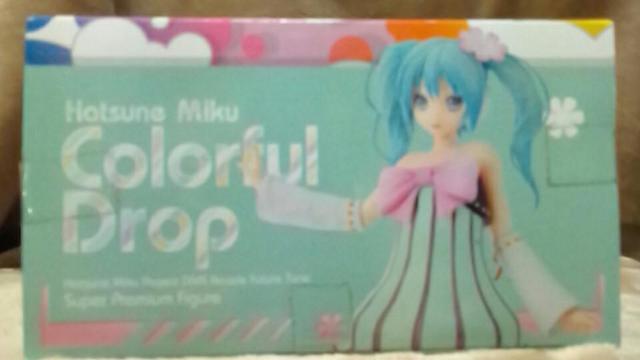 Hatsune Miku
Colorful
Drop
Hatsune Miku Project DIVA Arcade Future Tone
Super Premium Figure